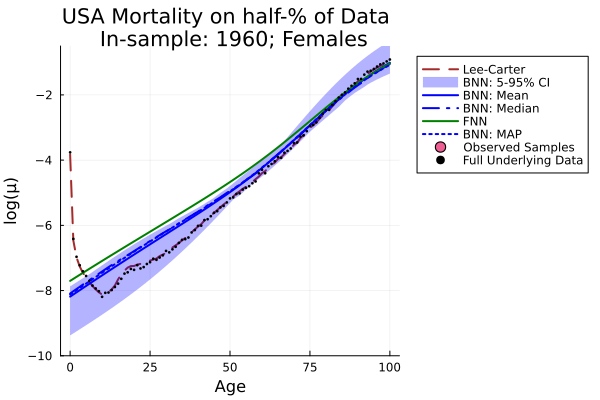 USA Mortality on half-% of Data
In-sample: 1960; Females
log(μ)
−2
−4
−6
−8
−10
0
25
50
75
100
Age
Lee-Carter
BNN: 5-95% CI
BNN: Mean
BNN: Median
FNN
BNN: MAP
Observed Samples
Full Underlying Data